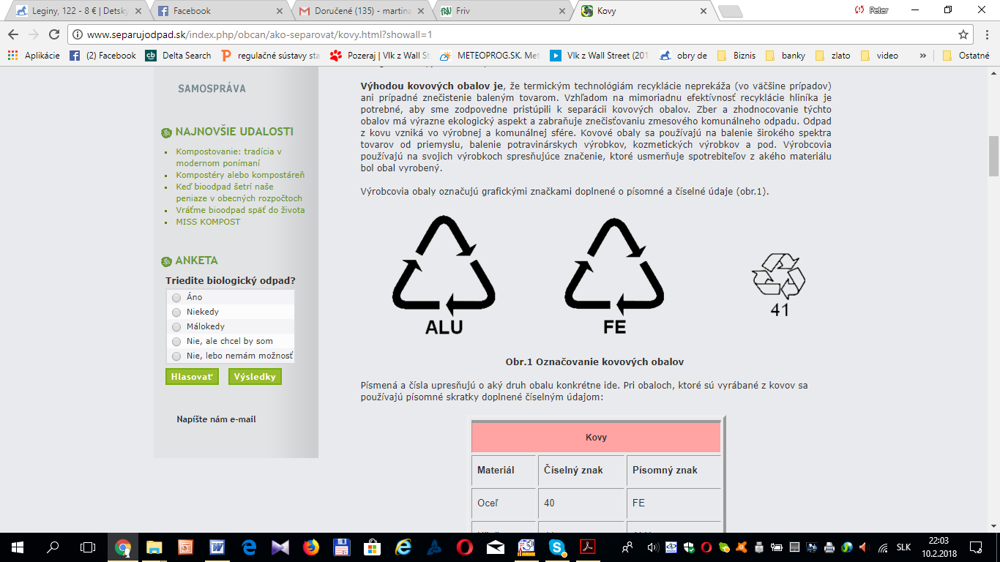 Leginy, 122 - 8 € | Detsky
Facebook
Doručené (135) - martina
Friv
Kovy
Peter
www.separujodpad.sk/index.php/obcan/ako-separovat/kovy.html?showall=1
Aplikácie
(2) Facebook
Delta Search
regulačné sústavy sta
Pozeraj | Vlk z Wall St
METEOPROG.SK. Met
Vlk z Wall Street (201
obry de
Biznis
banky
zlato
video
»
Ostatné
SAMOSPRÁVA
NAJNOVŠIE UDALOSTI
Kompostovanie: tradícia v
modernom ponímaní
Kompostéry alebo kompostáreň
Keď bioodpad šetrí naše
peniaze v obecných rozpočtoch
Vráťme bioodpad späť do života
MISS KOMPOST
ANKETA
Triedite biologický odpad?
Áno
Niekedy
Málokedy
Nie, ale chcel by som
Nie, lebo nemám možnosť
Hlasovať
Výsledky
Napíšte nám e-mail
Výhodou kovových obalov je, že termickým technológiám recyklácie neprekáža (vo väčšine prípadov)
ani prípadné znečistenie baleným tovarom. Vzhľadom na mimoriadnu efektívnosť recyklácie hliníka je
potrebné, aby sme zodpovedne pristúpili k separácii kovových obalov. Zber a zhodnocovanie týchto
obalov má výrazne ekologický aspekt a zabraňuje znečisťovaniu zmesového komunálneho odpadu. Odpad
z kovu vzniká vo výrobnej a komunálnej sfére. Kovové obaly sa používajú na balenie širokého spektra
tovarov od priemyslu, balenie potravinárskych výrobkov, kozmetických výrobkov a pod. Výrobcovia
používajú na svojich výrobkoch spresňujúce značenie, ktoré usmerňuje spotrebiteľov z akého materiálu
bol obal vyrobený.
Výrobcovia obaly označujú grafickými značkami doplnené o písomné a číselné údaje (obr.1).
ALU
FE
41
Obr.1 Označovanie kovových obalov
Písmená a čísla upresňujú o aký druh obalu konkrétne ide. Pri obaloch, ktoré sú vyrábané z kovov sa
používajú písomné skratky doplnené číselným údajom:
Kovy
Materiál
Číselný znak
Písomný znak
Oceľ
40
FE
SLK
22:03
10.2.2018